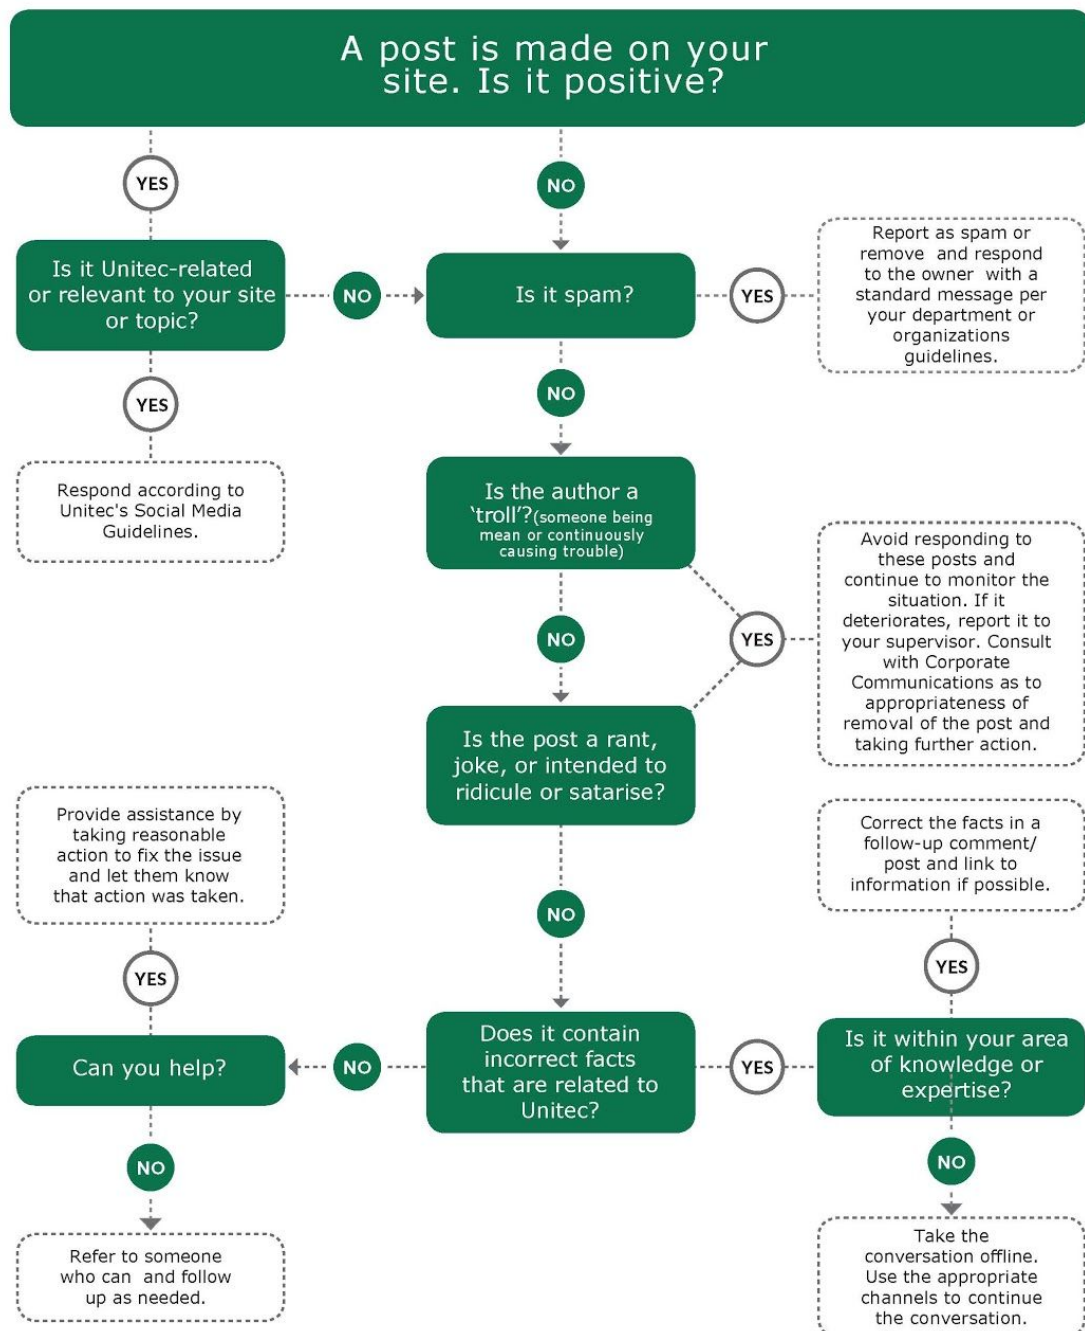 A post is made on your
site. Is it positive?
YES
NO
Is it Unitec-related
or relevant to your site
or topic?
NO
Is it spam?
YES
Report as spam or
remove and respond
to the owner with a
standard message per
your department or
organizations
guidelines.
YES
NO
Respond according to
Unitec's Social Media
Guidelines.
Is the author a
'troll'?(someone being
mean or continuously
causing trouble)
NO
YES
Avoid responding to
these posts and
continue to monitor the
situation. If it
deteriorates, report it to
your supervisor. Consult
with Corporate
Communications as to
appropriateness of
removal of the post and
taking further action.
Is the post a rant,
joke, or intended to
ridicule or satarise?
Provide assistance by
taking reasonable
action to fix the issue
and let them know
that action was taken.
Correct the facts in a
follow-up comment/
post and link to
information if possible.
NO
YES
YES
Can you help?
NO
Does it contain
incorrect facts
that are related to
Unitec?
YES
Is it within your area
of knowledge or
expertise?
NO
NO
Refer to someone
who can and follow
up as needed.
Take the
conversation offline.
Use the appropriate
channels to continue
the conversation.